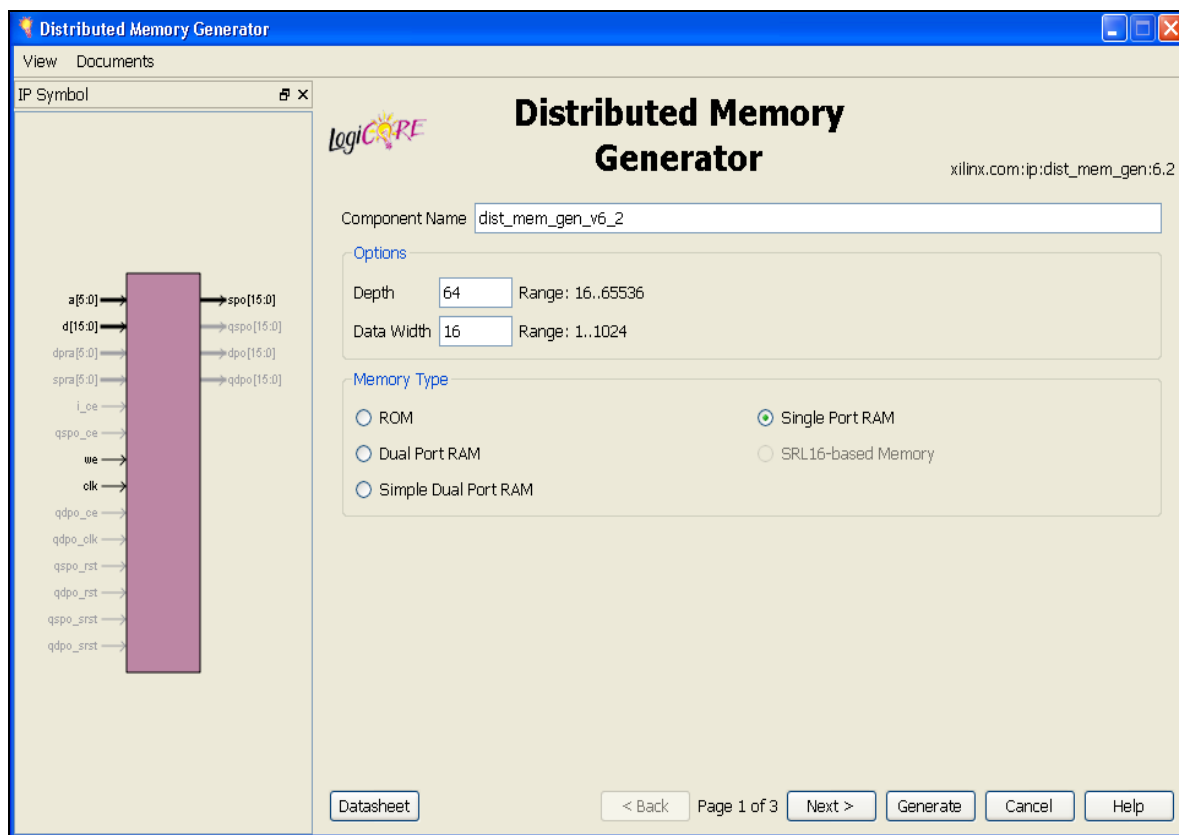 Distributed Memory Generator
View Documents
IP Symbol
a[5:0]
d[15:0]
dpra[5:0]
spra[5:0]
i_ce
qspo_ce
we
clk
qdpo_ce
qdpo_clk
qspo_rst
qdpo_rst
qspo_srst
qdpo_srst
spo[15:0]
qspo[15:0]
dpo[15:0]
qdpo[15:0]
LogiCORE
Distributed Memory
Generator
xilinx.com:ip:dist_mem_gen:6.2
Component Name dist_mem_gen_v6_2
Options
Depth 64 Range: 16..65536
Data Width 16 Range: 1..1024
Memory Type
ROM Single Port RAM
Dual Port RAM SRL16-based Memory
Simple Dual Port RAM
Datasheet < Back Page 1 of 3 Next > Generate Cancel Help